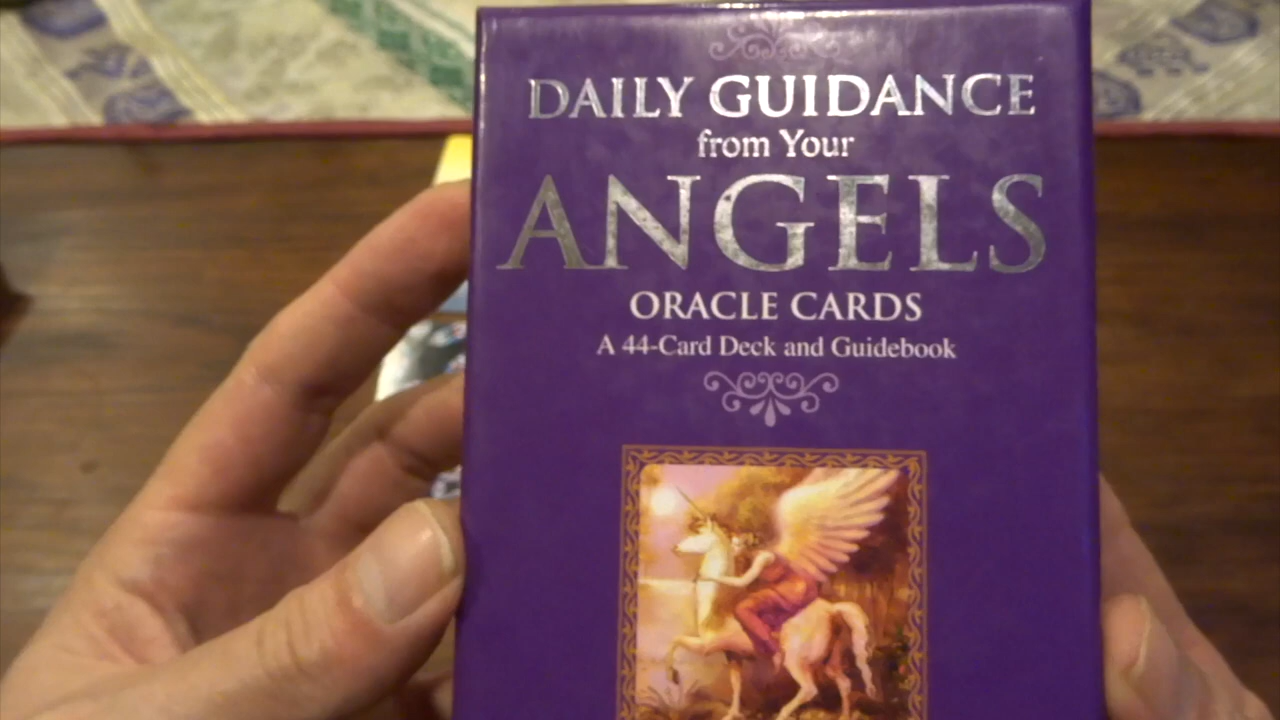 DAILY GUIDANCE
from Your
ANGELS
ORACLE CARDS
A 44-Card Deck and Guidebook